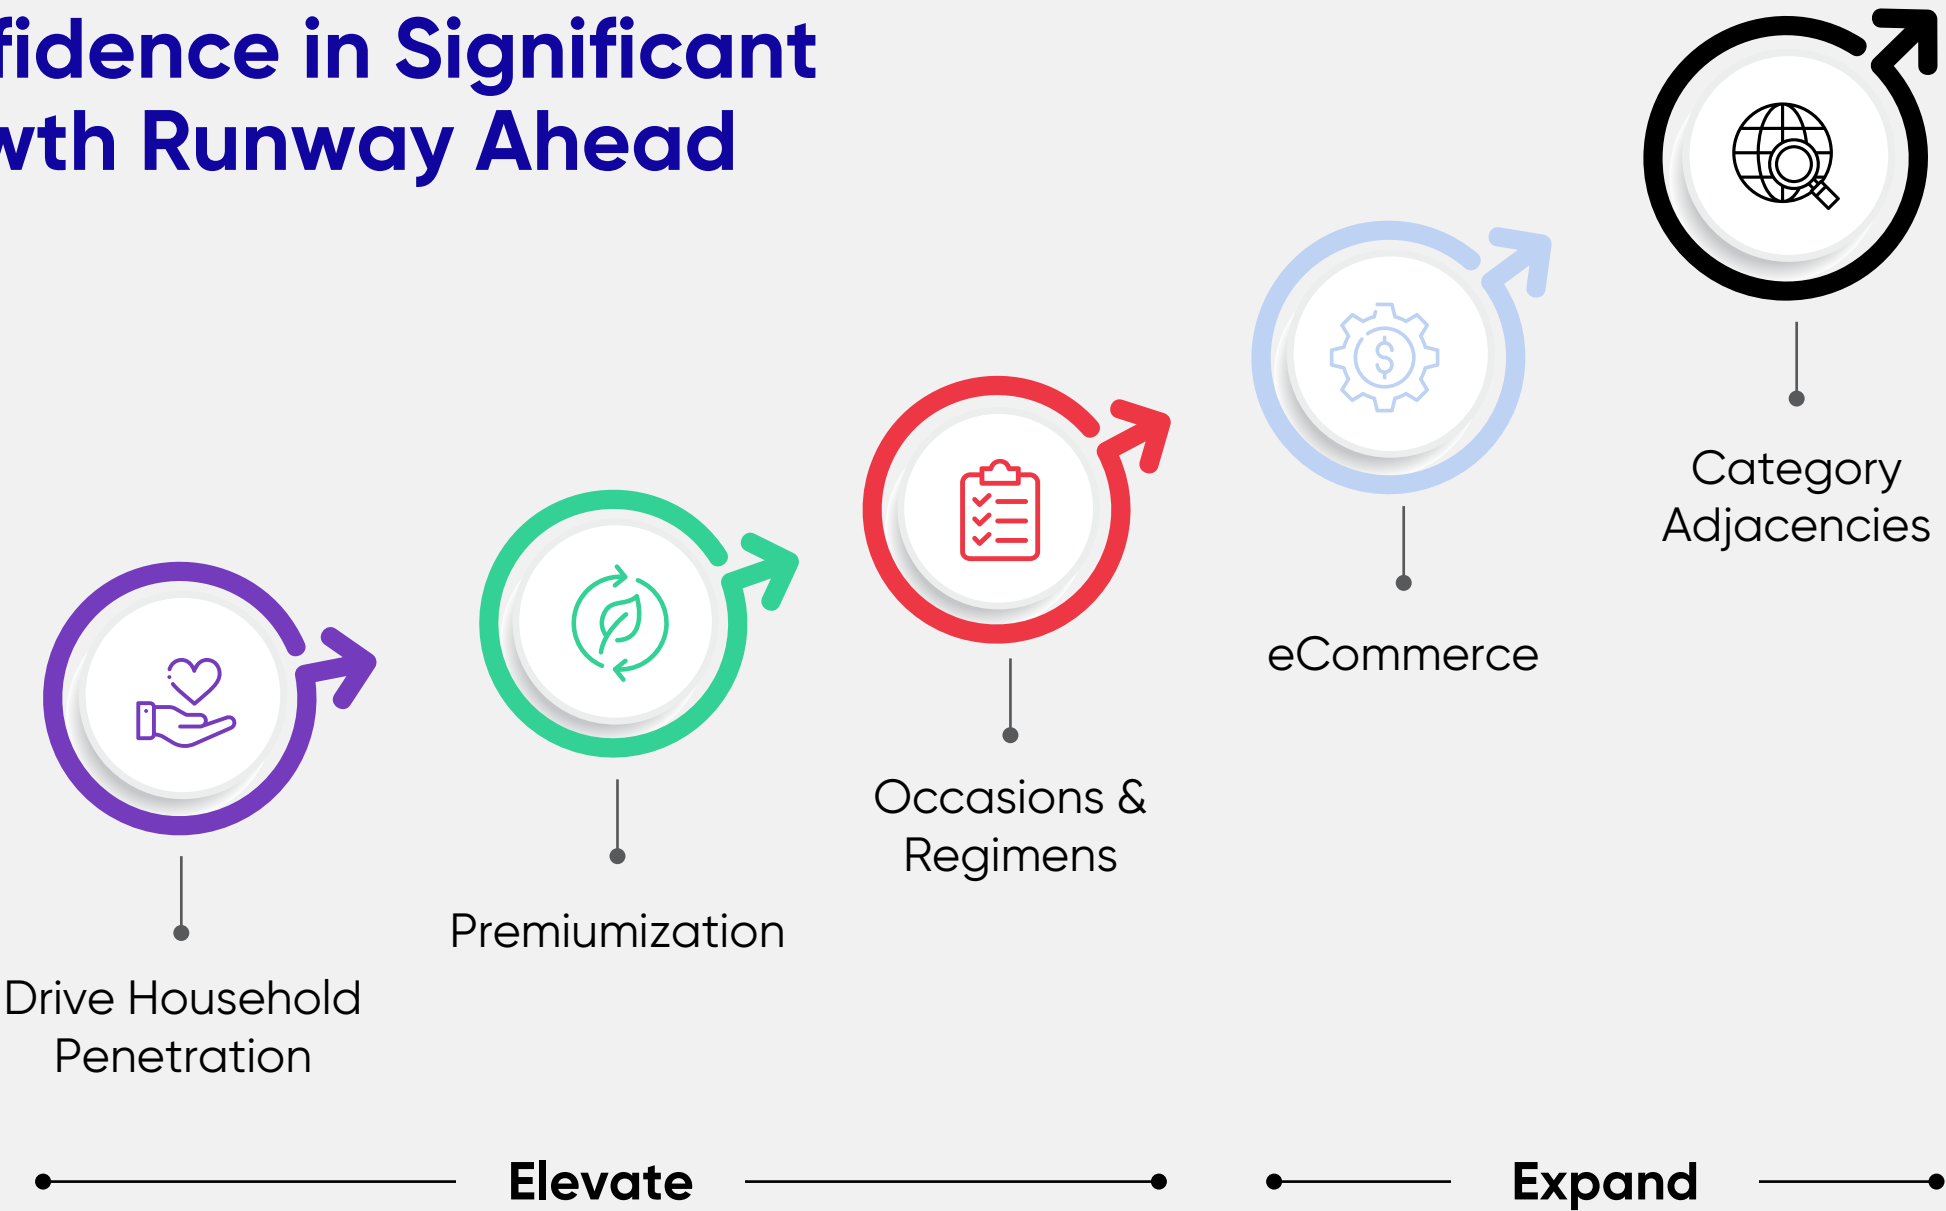 fidence in Significant
wth Runway Ahead
Category
Adjacencies
eCommerce
Occasions &
Regimens
Premiumization
Drive Household
Penetration
Elevate
Expand